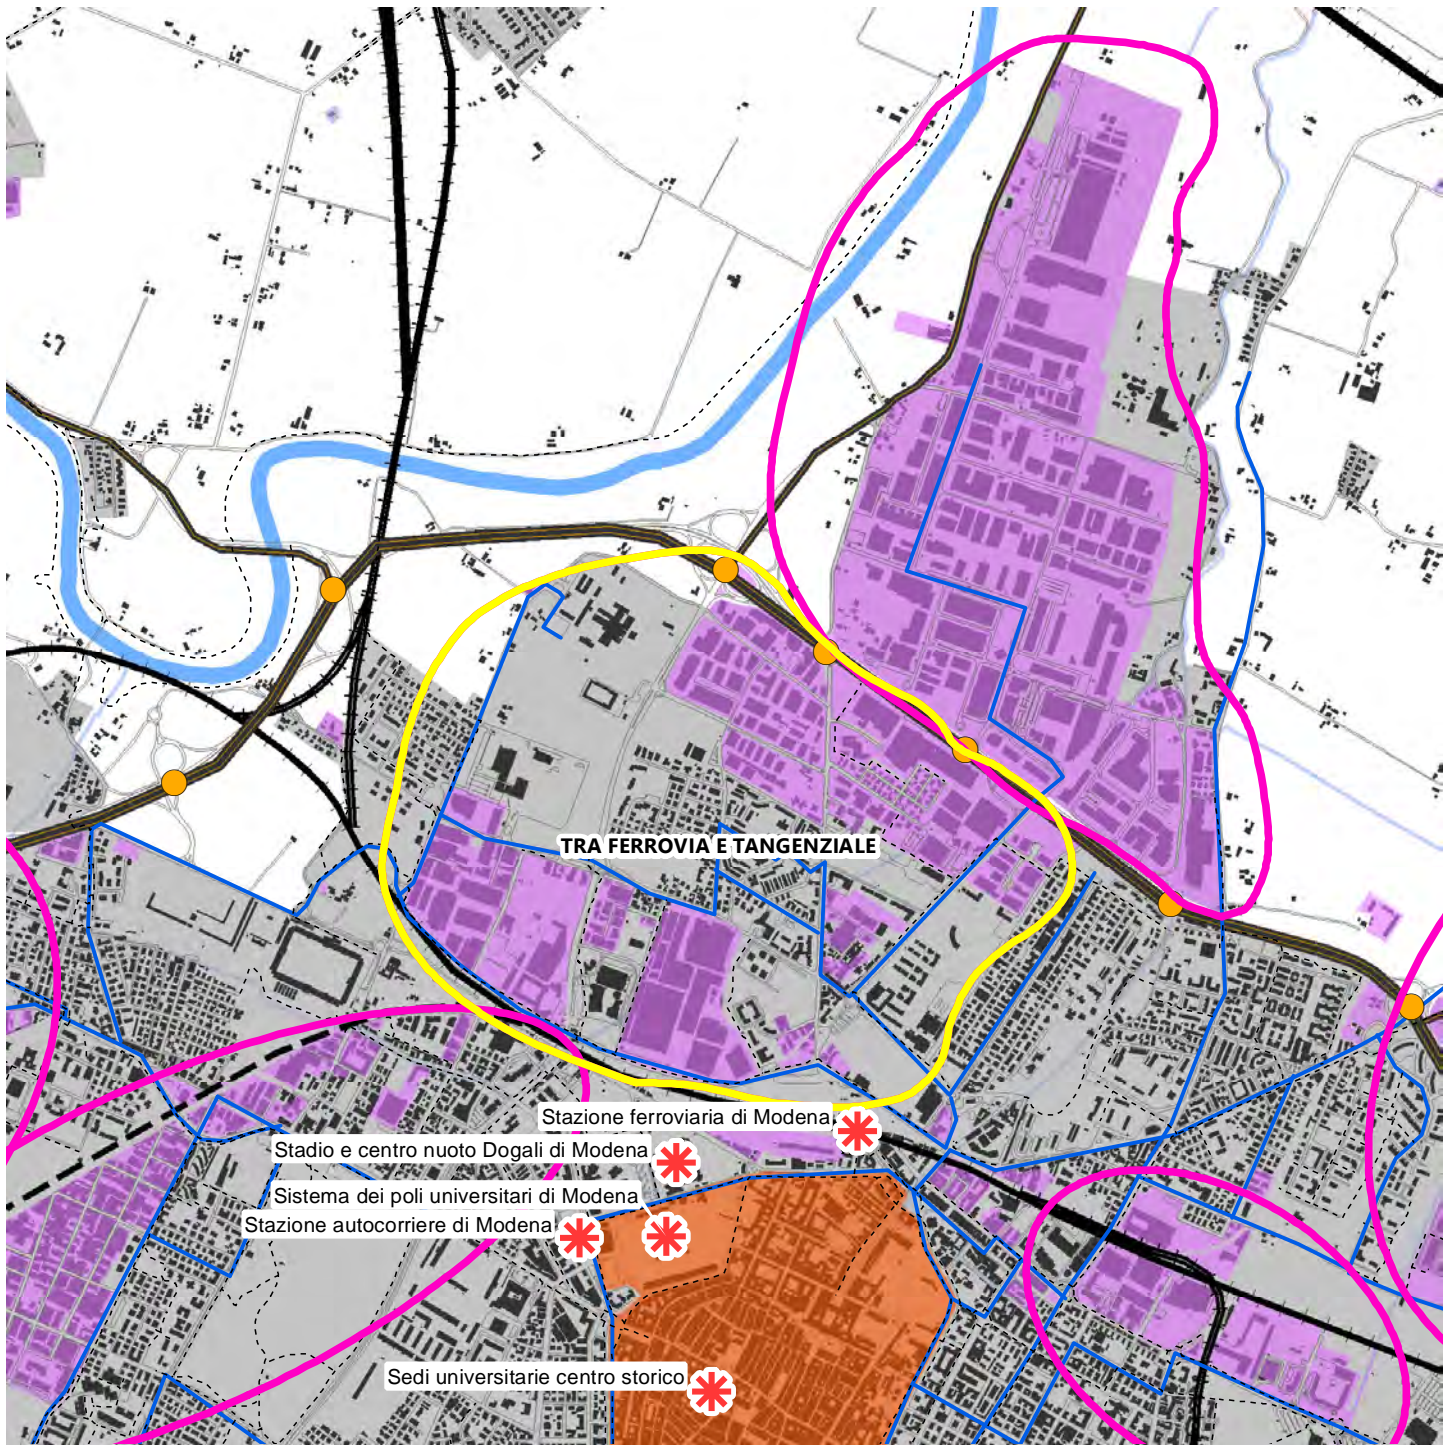 TRA FERROVIA E TANGENZIALE
Stazione ferroviaria di Modena
Stadio e centro nuoto Dogali di Modena
Sistema dei poli universitari di Modena
Stazione autocorriere di Modena
Sedi universitarie centro storico